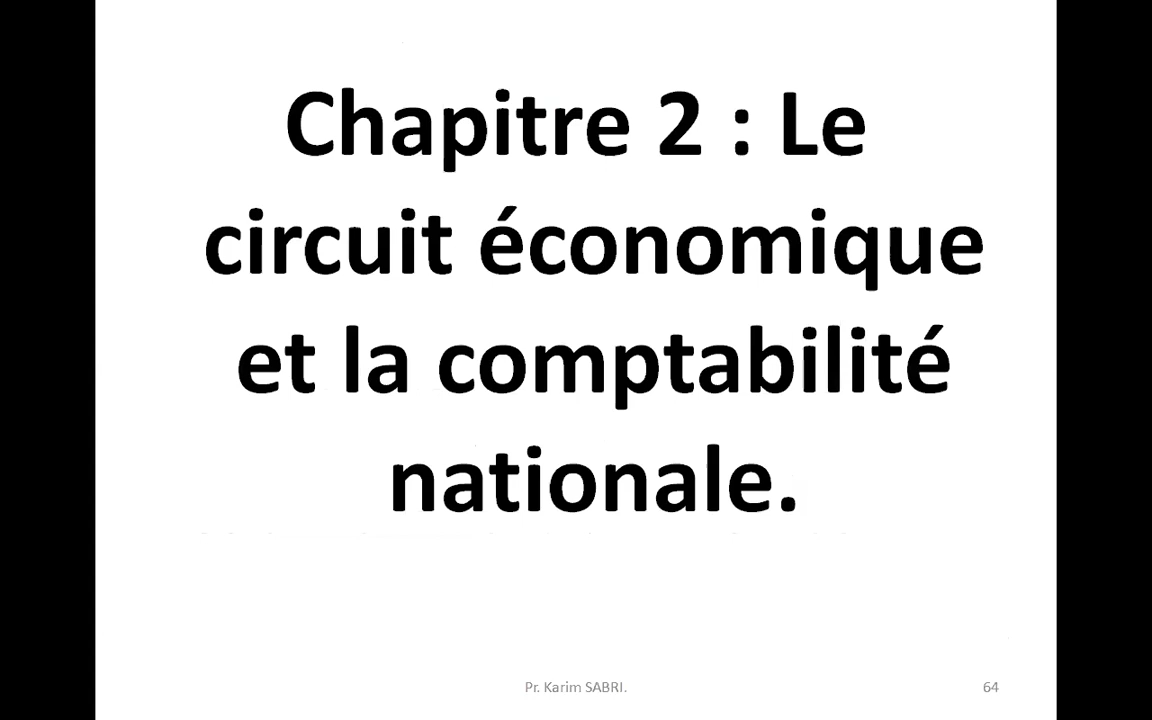 Chapitre 2 : Le
circuit économique
et la comptabilité
nationale.
Pr. Karim SABRI.
64